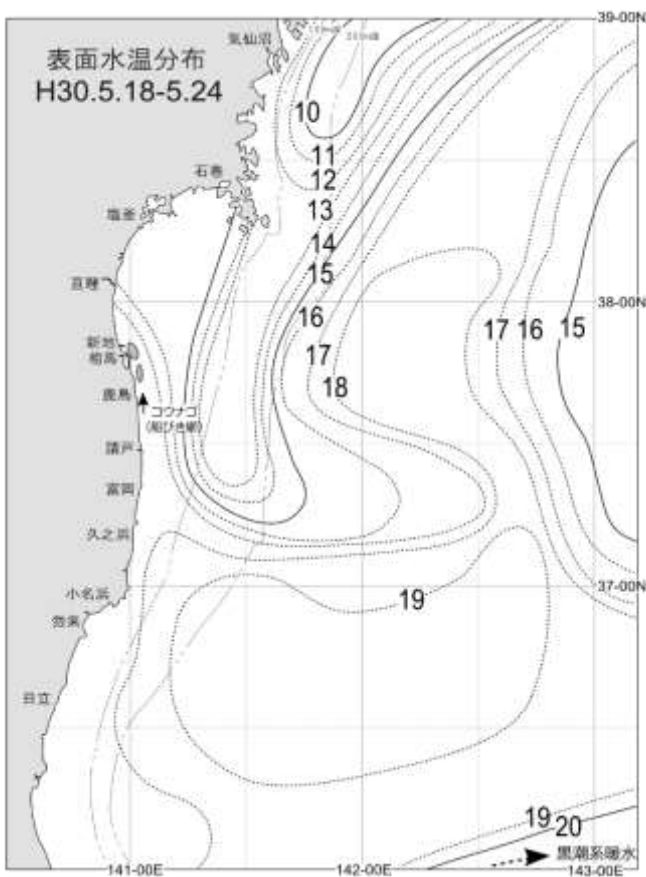 39-00N
気仙沼
表面水温分布
H30.5.18-5.24
10
11
石巻
12
塩釜
13
14
15
亘理
38-00N
16
17
16
15
新地
相馬
17
18
鹿島
コウナゴ
(船びき網)
請戸
富岡
久之浜
37-00N
小名浜
19
勿来
日立
19
20
黒潮系暖水
141-00E
142-00E
143-00E